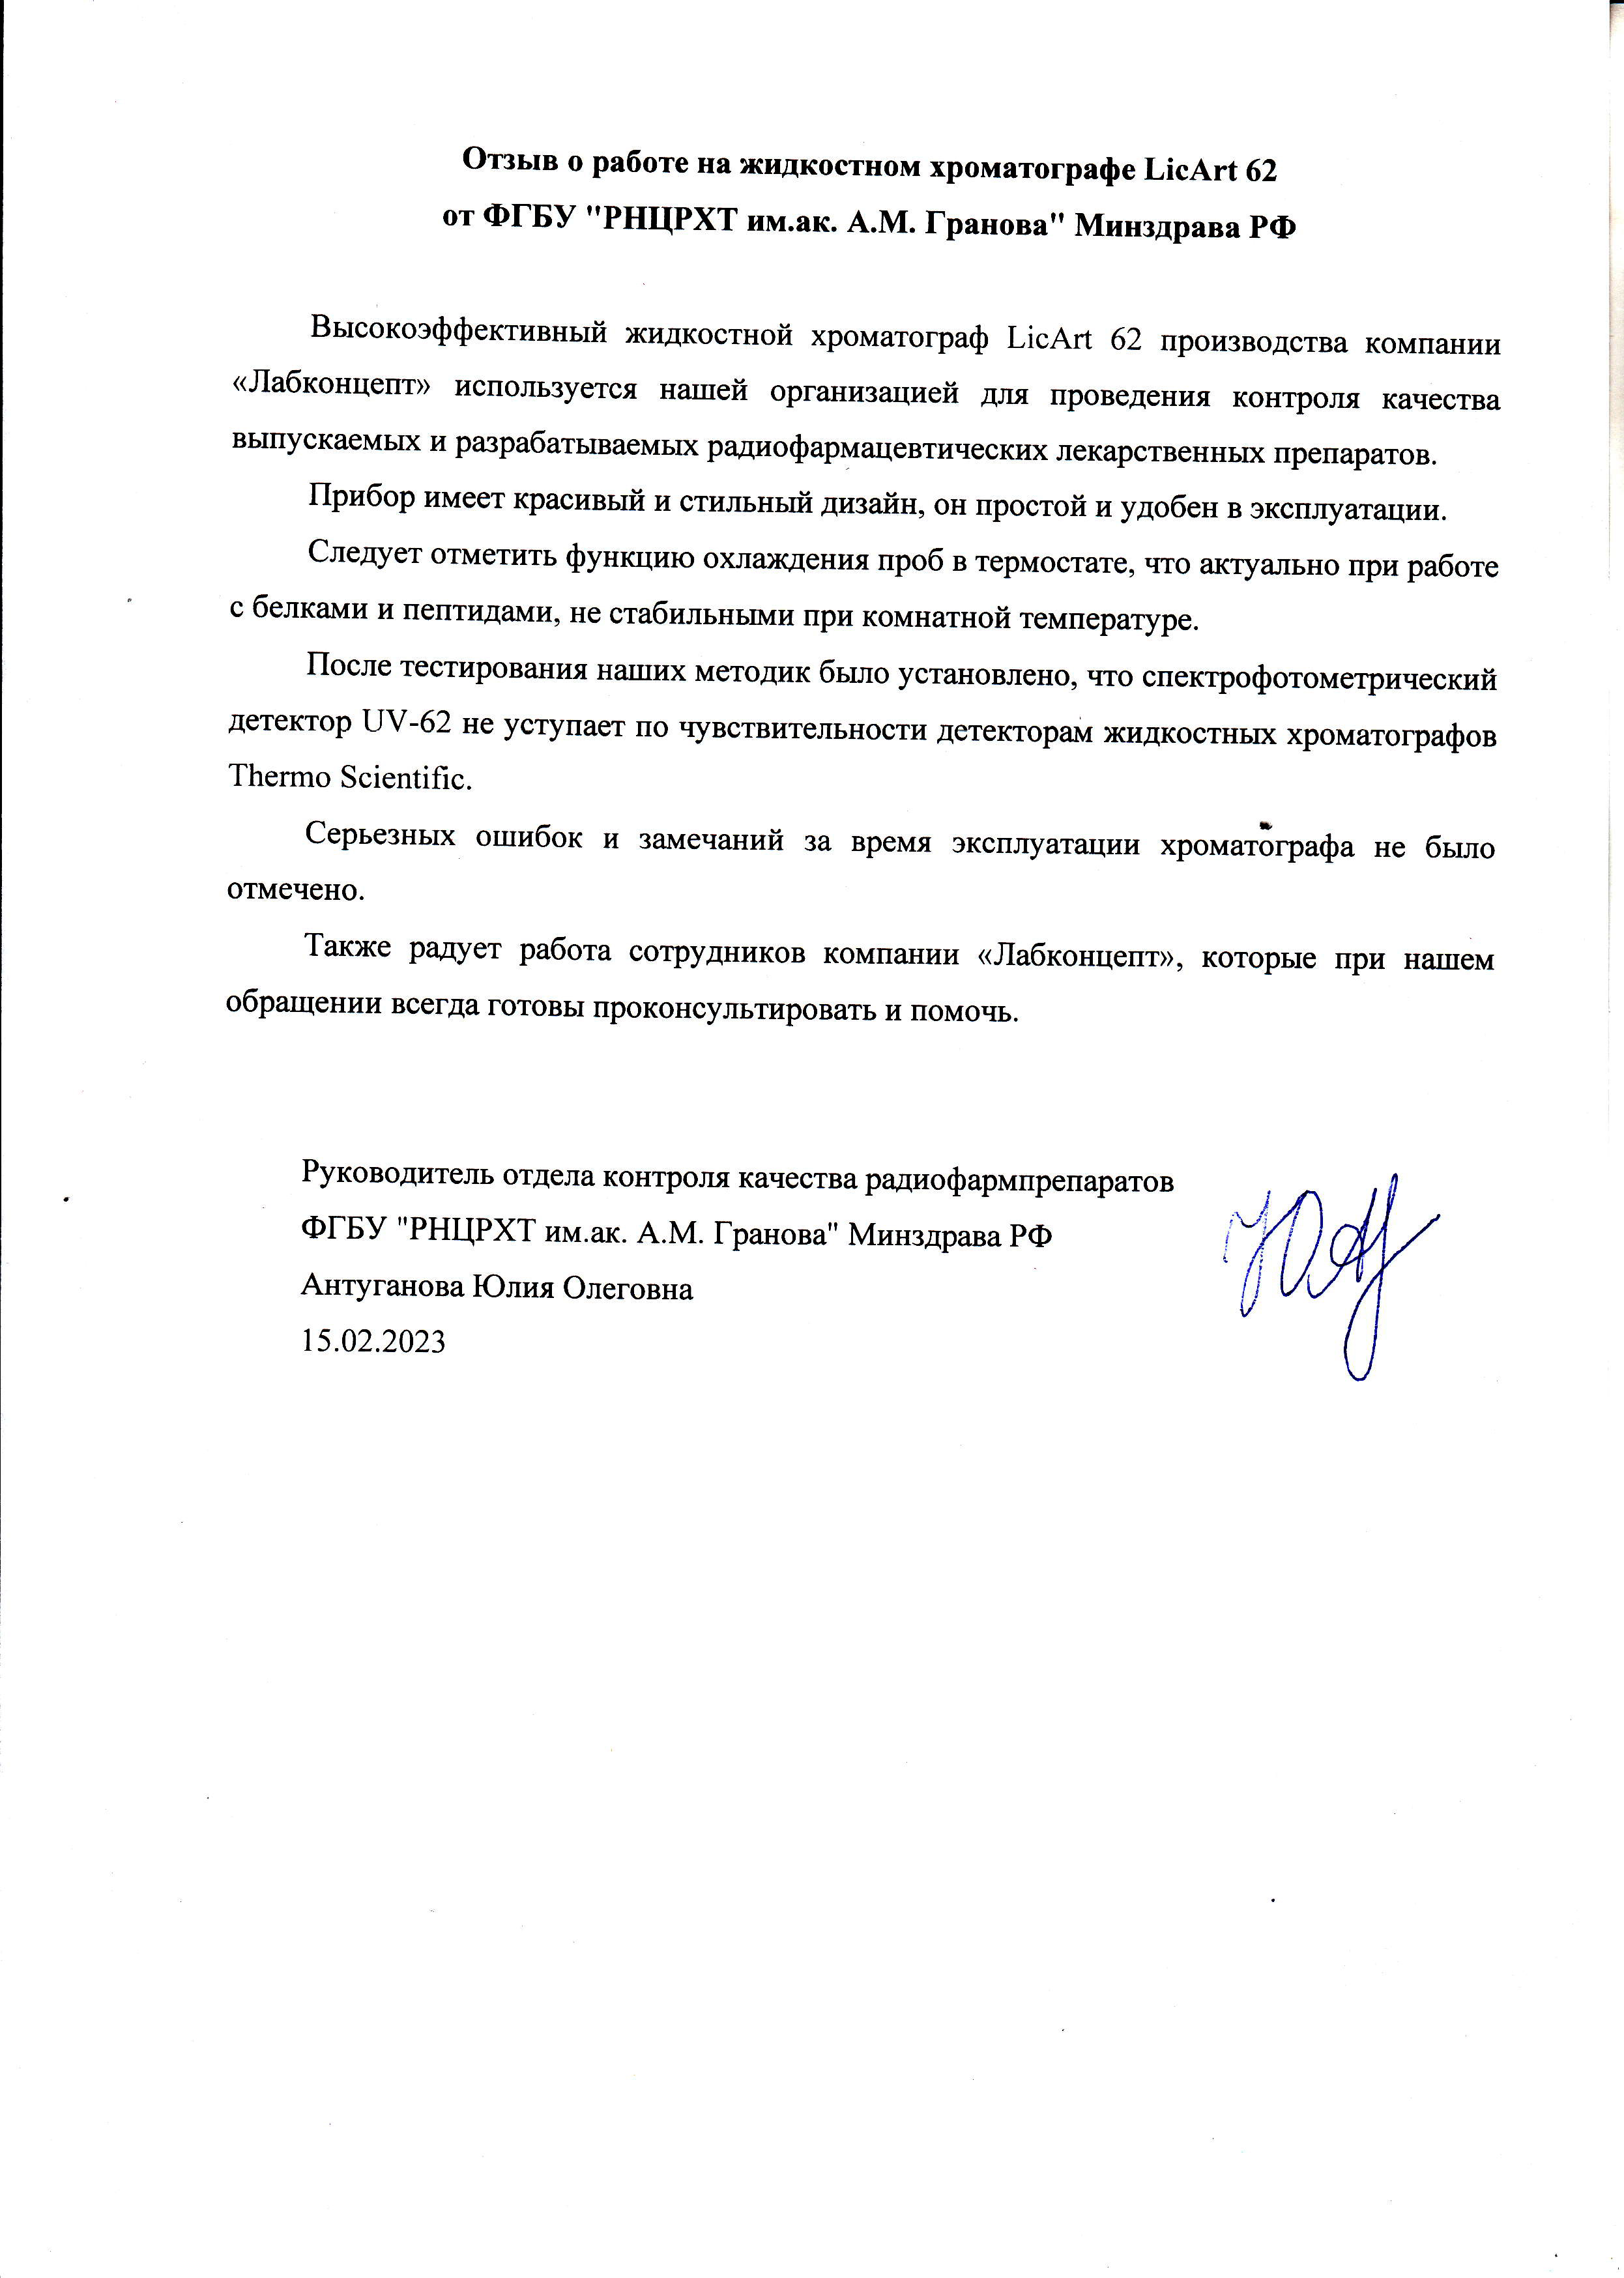 Отзыв о работе на жидкостном хроматографе LicArt 62
от ФГБУ "РНЦРХТ им.ак. А.М. Гранова" Минздрава РФ
Высокоэффективный жидкостной хроматограф LicArt 62 производства компании
«Лабконцепт» используется нашей организацией для проведения контроля качества
выпускаемых и разрабатываемых радиофармацевтических лекарственных препаратов.
Прибор имеет красивый и стильный дизайн, он простой и удобен в эксплуатации.
Следует отметить функцию охлаждения проб в термостате, что актуально при работе
с белками и пептидами, не стабильными при комнатной температуре.
После тестирования наших методик было установлено, что спектрофотометрический
детектор UV-62 не уступает по чувствительности детекторам жидкостных хроматографов
Thermo Scientific.
Серьезных ошибок и замечаний за время эксплуатации хроматографа не было
отмечено.
Также радует работа сотрудников компании «Лабконцепт», которые при нашем
обращении всегда готовы проконсультировать и помочь.
Руководитель отдела контроля качества радиофармпрепаратов
ФГБУ "РНЦРХТ им.ак. А.М. Гранова" Минздрава РФ
Антуганова Юлия Олеговна
15.02.2023